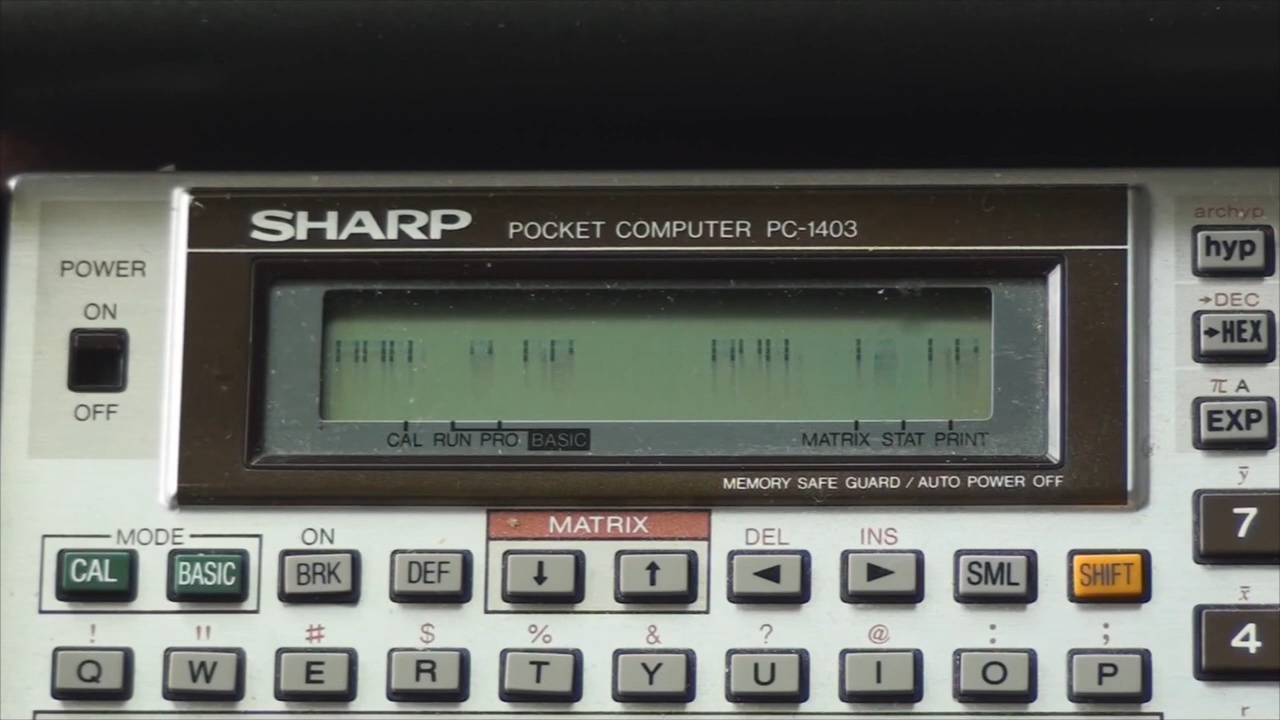 SHARP POCKET COMPUTER PC-1403
archyp
hyp
POWER
ON
OFF
→DEC
→HEX
π A
EXP
CAL RUN PRO BASIC MATRIX STAT PRINT
MEMORY SAFE GUARD / AUTO POWER OFF
y̅
7
MODE ON MATRIX DEL INS
CAL BASIC BRK DEF ↓ ↑ ◀ ▶ SML SHIFT
x̅
4
! " # $ % & ? @ : ;
Q W E R T Y U I O P
r